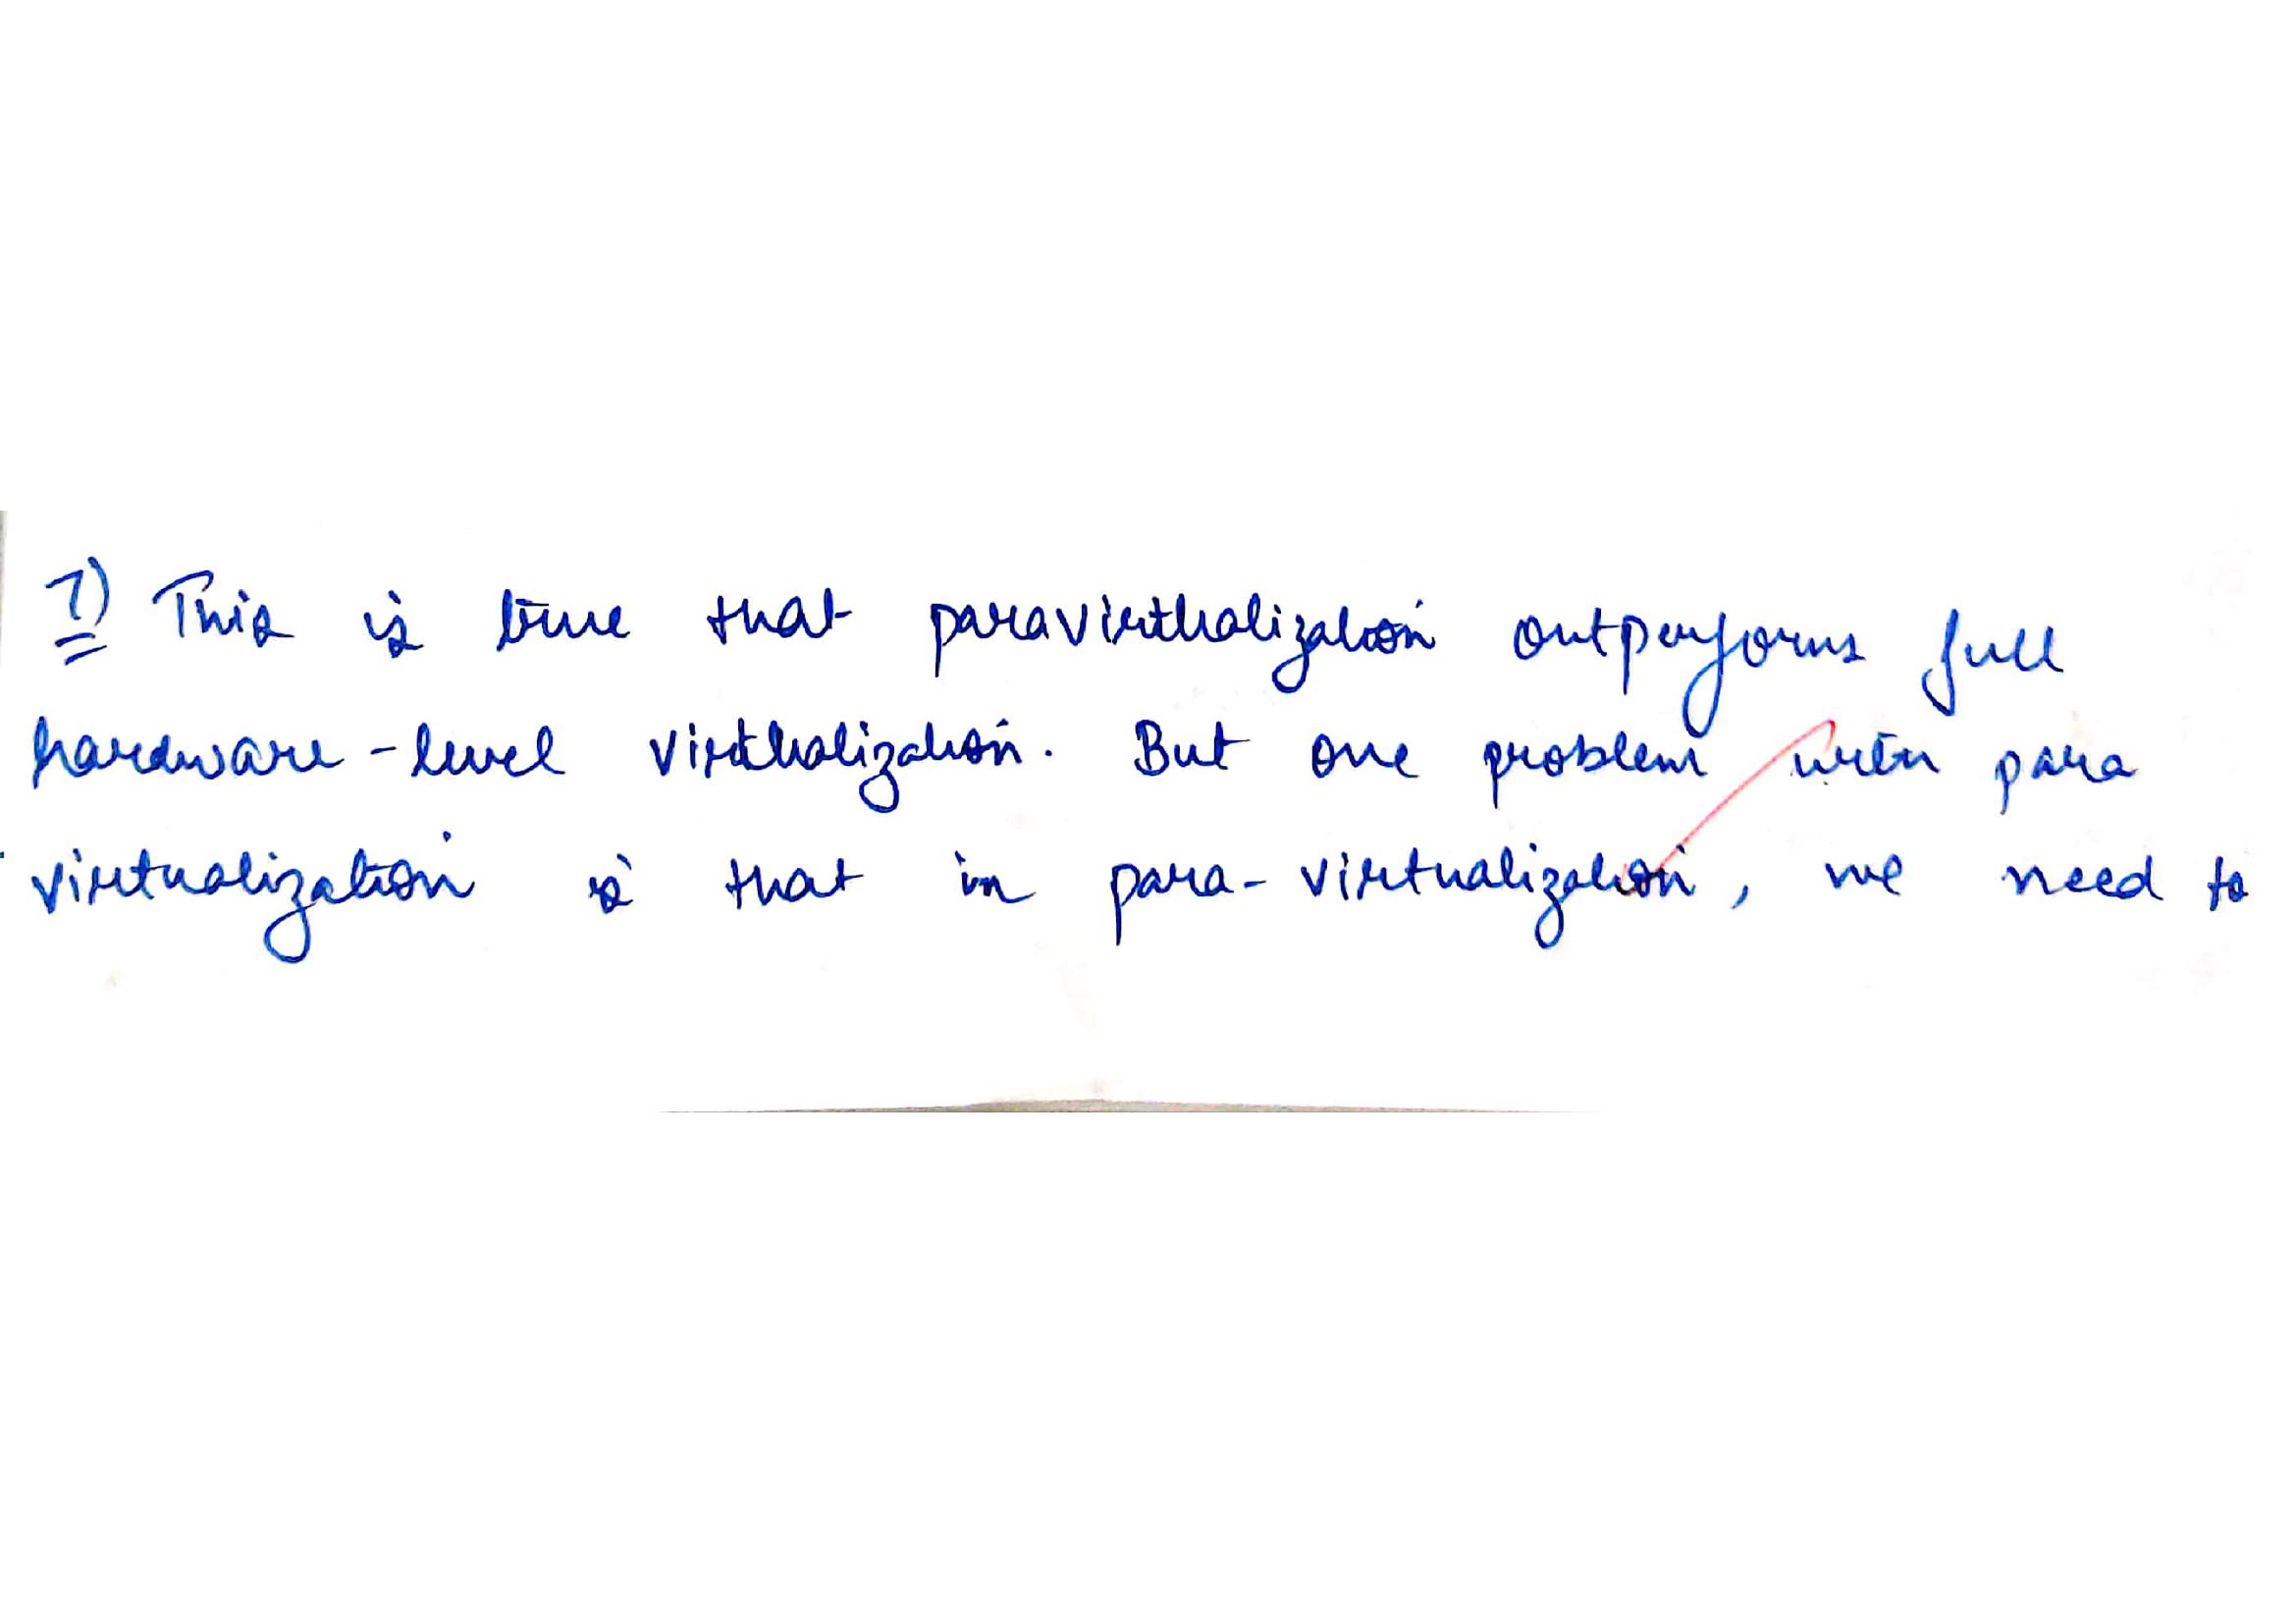 7) This is true that paravirtualization outperforms full
hardware-level virtualization. But one problem with para
virtualization is that in para-virtualization, we need to